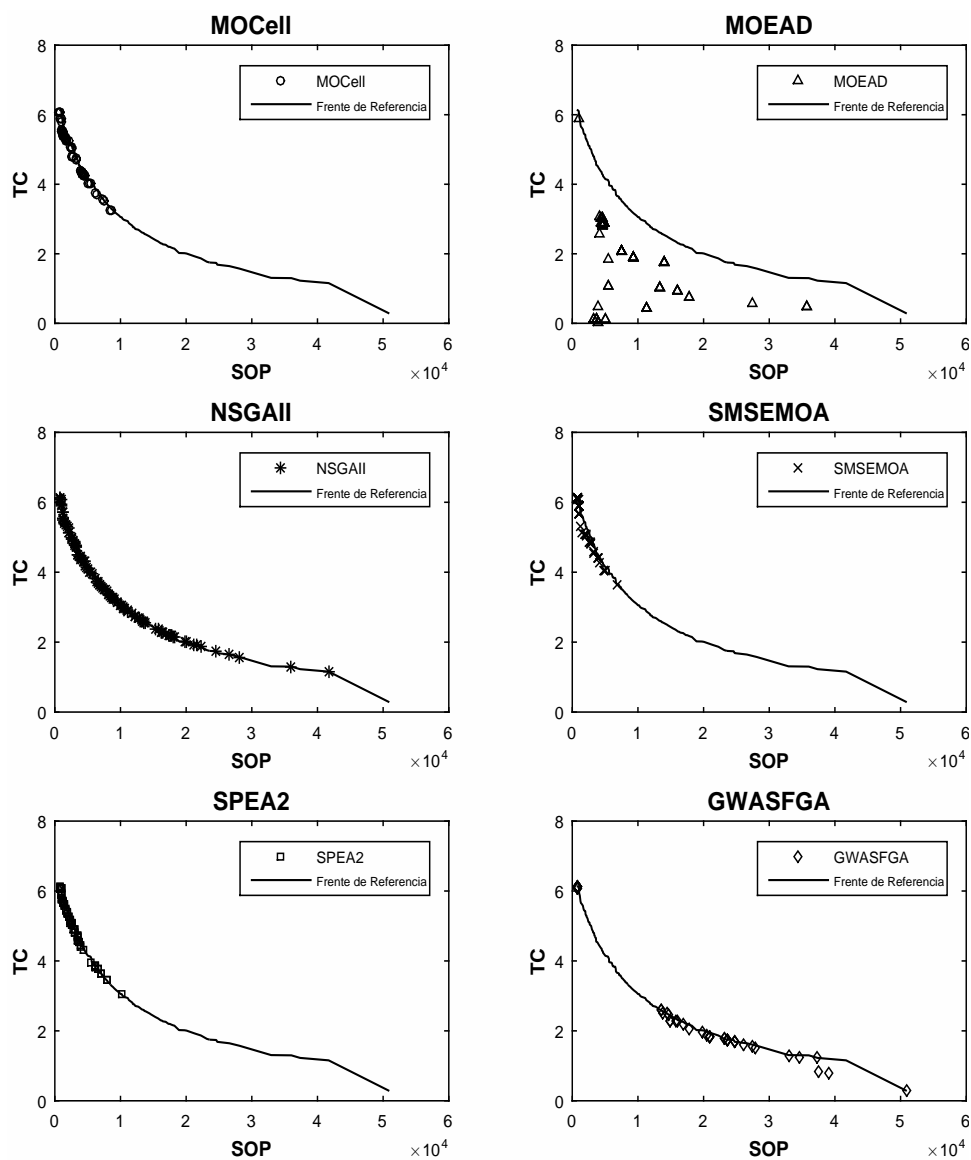 MOCell
8
6
4
2
0
TC
MOCell
Frente de Referencia
0 1 2 3 4 5 6
SOP
×10^4
MOEAD
8
6
4
2
0
TC
MOEAD
Frente de Referencia
0 1 2 3 4 5 6
SOP
×10^4
NSGAII
8
6
4
2
0
TC
NSGAII
Frente de Referencia
0 1 2 3 4 5 6
SOP
×10^4
SMSEMOA
8
6
4
2
0
TC
SMSEMOA
Frente de Referencia
0 1 2 3 4 5 6
SOP
×10^4
SPEA2
8
6
4
2
0
TC
SPEA2
Frente de Referencia
0 1 2 3 4 5 6
SOP
×10^4
GWASFGA
8
6
4
2
0
TC
GWASFGA
Frente de Referencia
0 1 2 3 4 5 6
SOP
×10^4